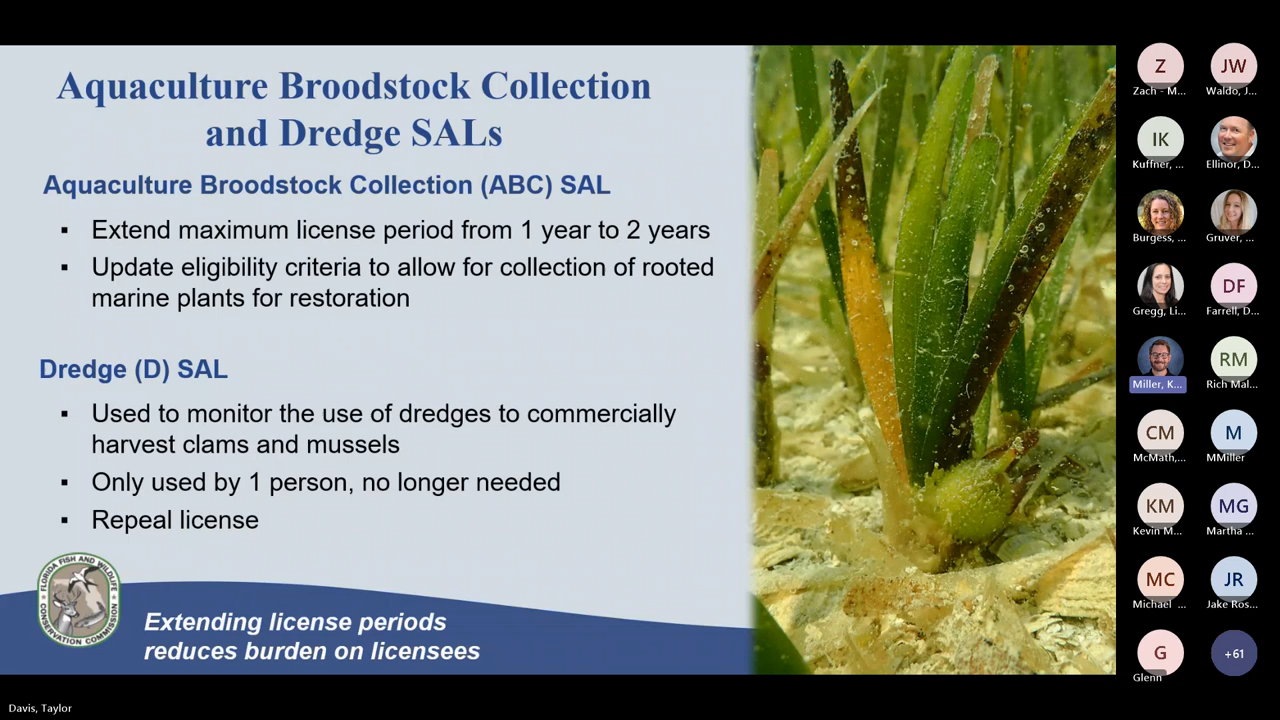 Aquaculture Broodstock Collection
and Dredge SALs
Aquaculture Broodstock Collection (ABC) SAL
▪ Extend maximum license period from 1 year to 2 years
▪ Update eligibility criteria to allow for collection of rooted
marine plants for restoration
Dredge (D) SAL
▪ Used to monitor the use of dredges to commercially
harvest clams and mussels
▪ Only used by 1 person, no longer needed
▪ Repeal license
FLORIDA FISH AND WILDLIFE
CONSERVATION COMMISSION
Extending license periods
reduces burden on licensees
Z JW
Zach - M... Waldo, J...
IK
Kuffner, ... Ellinor, D...
Burgess, ... Gruver, ...
DF
Gregg, Li... Farrell, D...
RM
Miller, K... Rich Mal...
CM M
McMath,... MMiller
KM MG
Kevin M... Martha ...
MC JR
Michael ... Jake Ros...
G +61
Glenn
Davis, Taylor